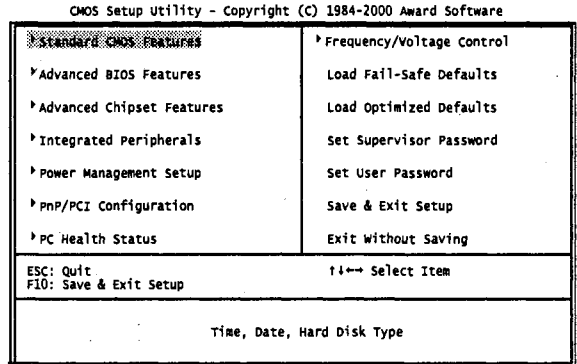 CMOS Setup Utility - Copyright (C) 1984-2000 Award Software
Standard CMOS Features
Advanced BIOS Features
Advanced Chipset Features
Integrated Peripherals
Power Management Setup
PnP/PCI Configuration
PC Health Status
Frequency/Voltage Control
Load Fail-Safe Defaults
Load Optimized Defaults
Set Supervisor Password
Set User Password
Save & Exit Setup
Exit Without Saving
ESC: Quit
F10: Save & Exit Setup
↑↓←→ Select Item
Time, Date, Hard Disk Type